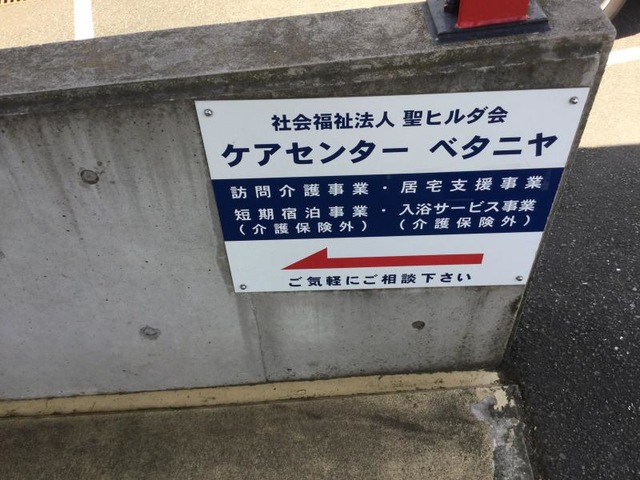 社会福祉法人 聖ヒルダ会
ケアセンター ベタニヤ
訪問介護事業・居宅支援事業
短期宿泊事業・入浴サービス事業
(介護保険外) (介護保険外)
ご気軽にご相談下さい